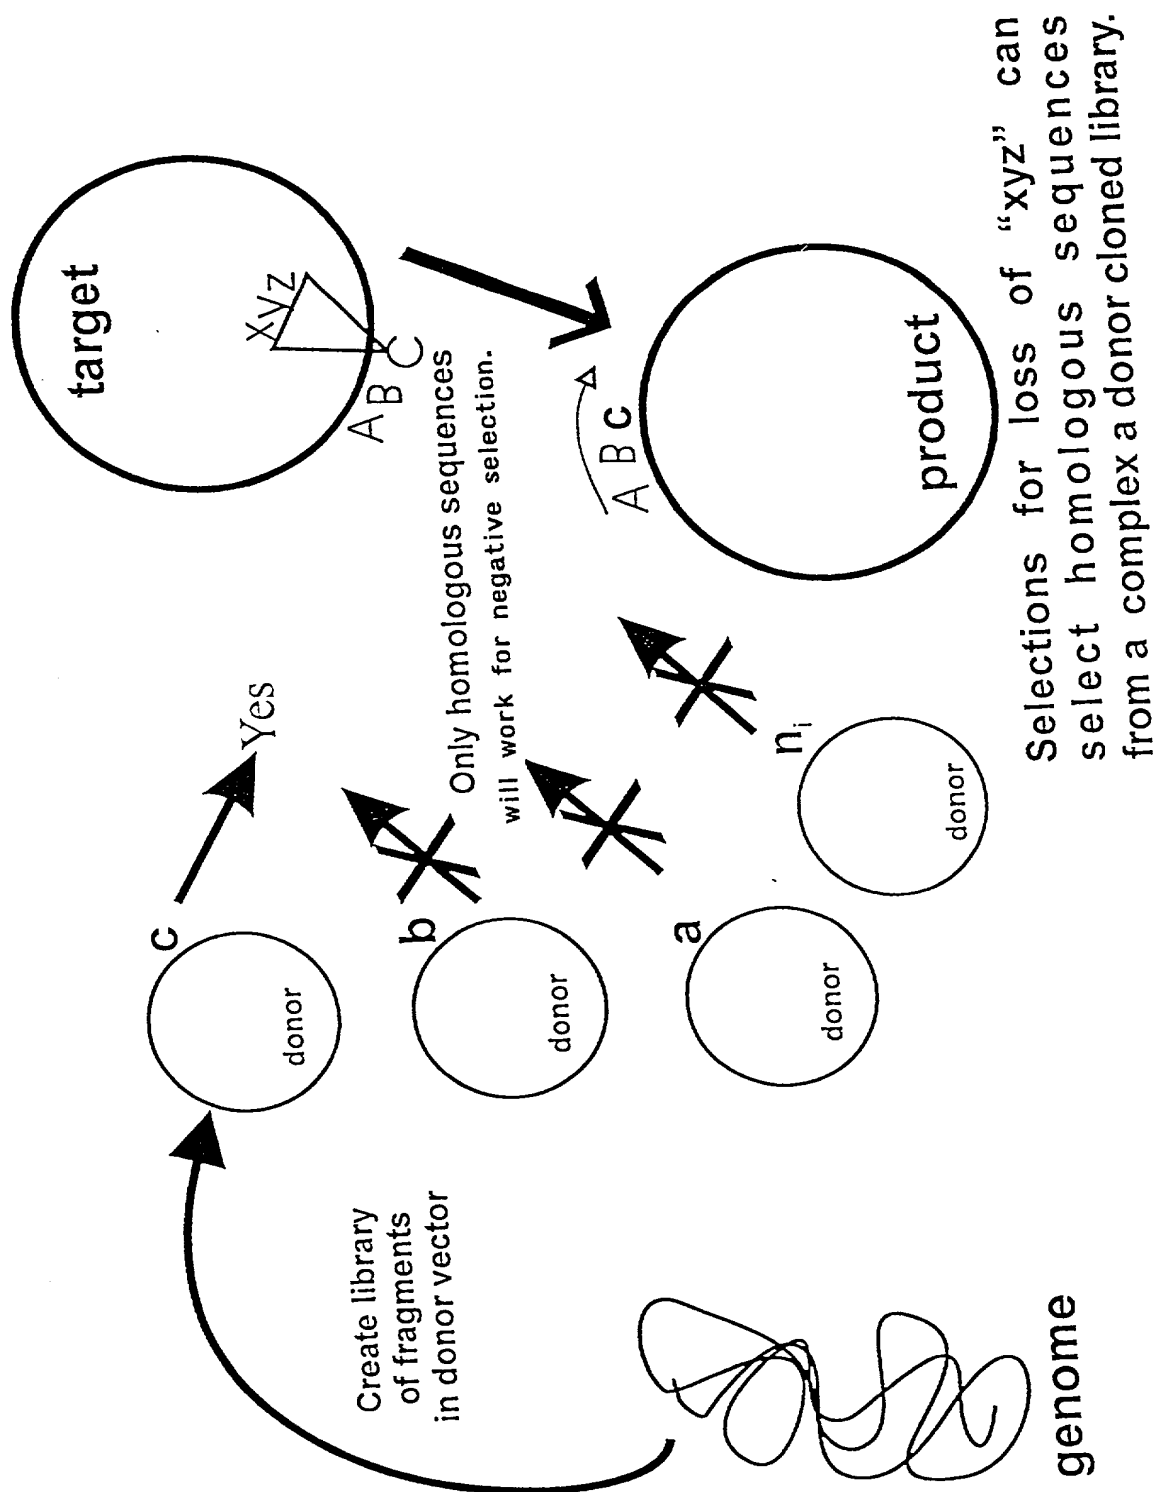 target
xyz
A B C
Create library
of fragments
in donor vector
c
donor
Yes
b
donor
Only homologous sequences
will work for negative selection.
a
donor
n i
donor
A B c
product
genome
Selections for loss of “xyz” can
select homologous sequences
from a complex a donor cloned library.